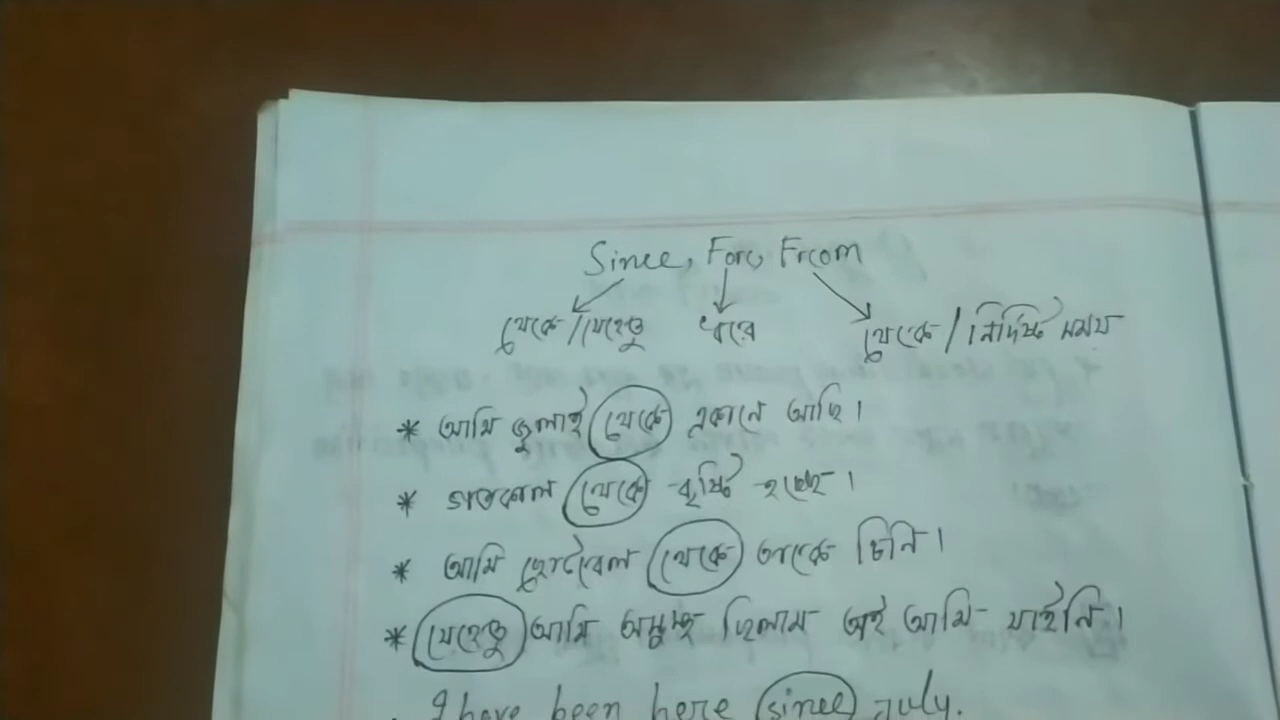 Since, For, From
থেকে/যেহেতু ধরে থেকে/নির্দিষ্ট সময়
* আমি জুলাই থেকে এখানে আছি।
* গতকাল থেকে বৃষ্টি হচ্ছে।
* আমি ছোটবেলা থেকে তাকে চিনি।
* যেহেতু আমি অসুস্থ ছিলাম তাই আমি যাইনি।
I have been here since July.